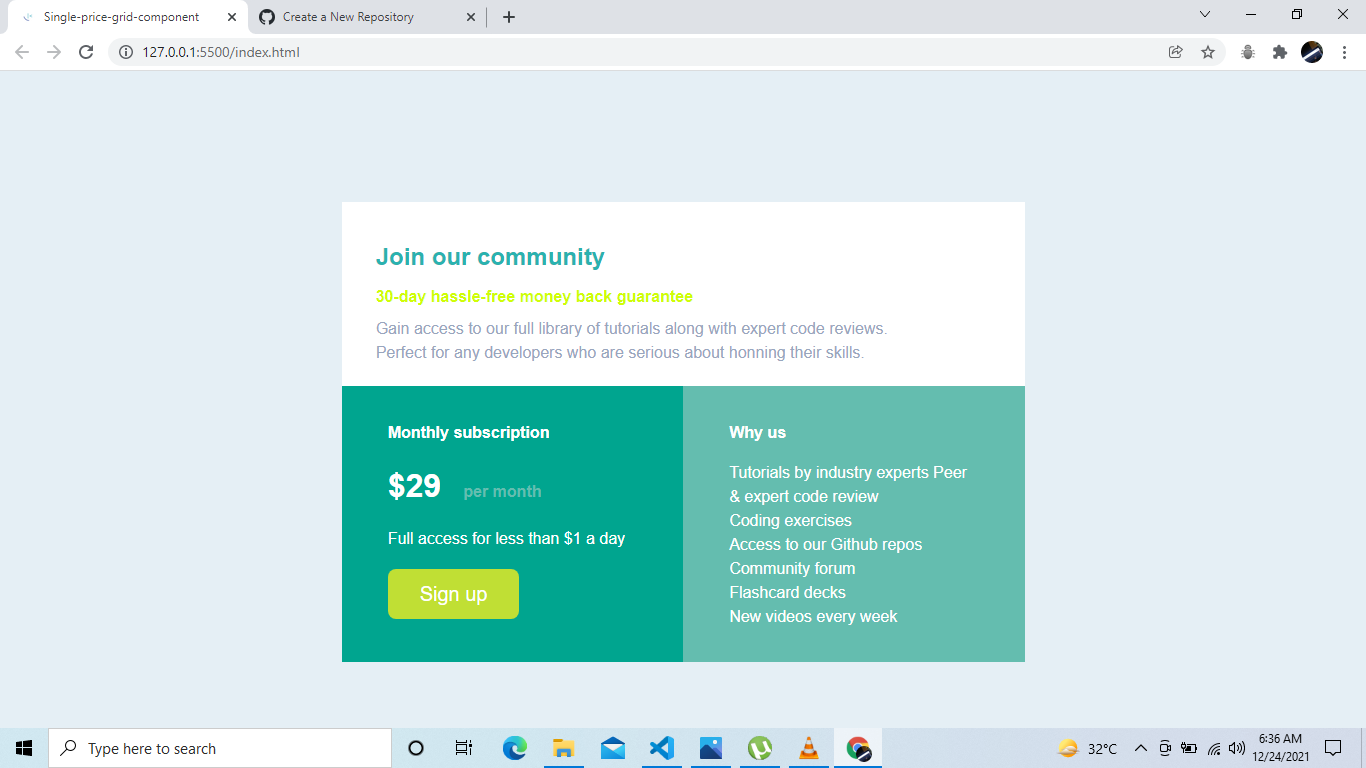 Single-price-grid-component
Create a New Repository
127.0.0.1:5500/index.html
Join our community
30-day hassle-free money back guarantee
Gain access to our full library of tutorials along with expert code reviews.
Perfect for any developers who are serious about honning their skills.
Monthly subscription
$29 per month
Full access for less than $1 a day
Sign up
Why us
Tutorials by industry experts Peer
& expert code review
Coding exercises
Access to our Github repos
Community forum
Flashcard decks
New videos every week
Type here to search
32°C
6:36 AM
12/24/2021